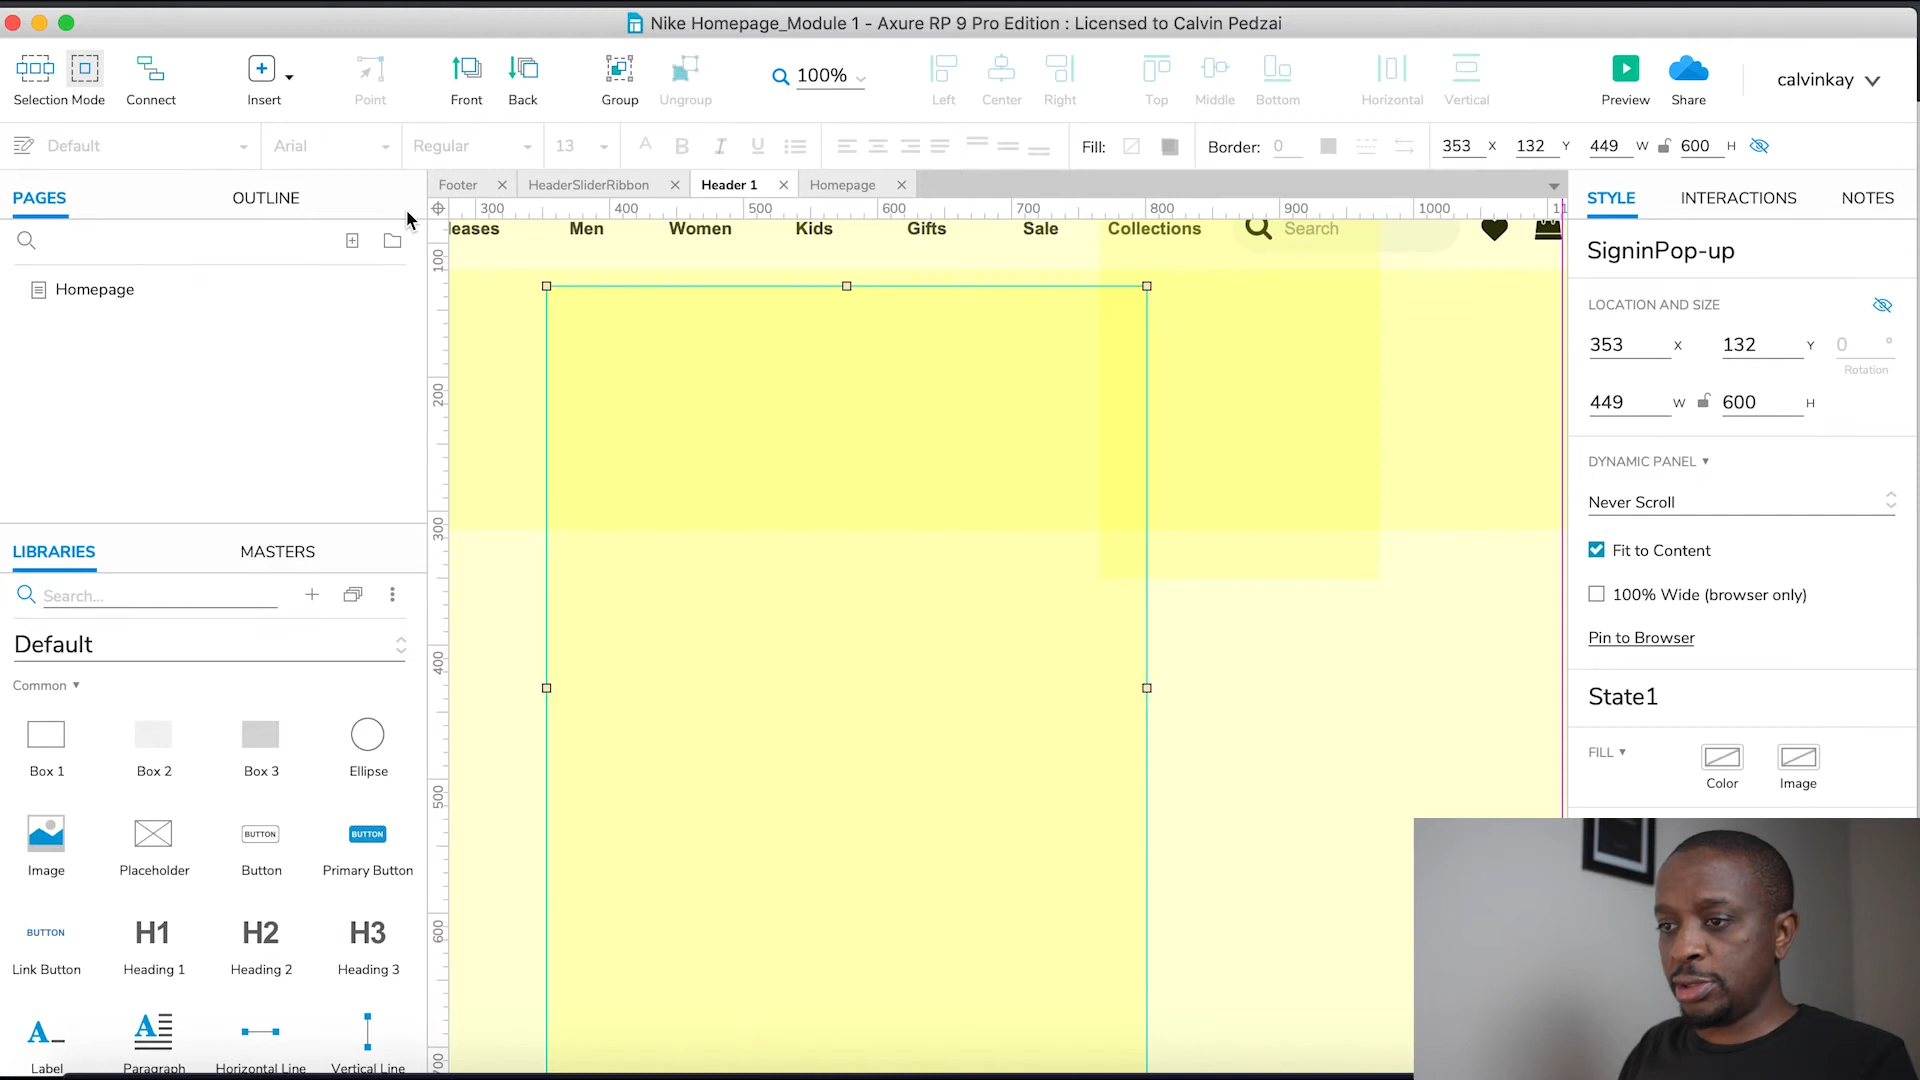 Nike Homepage_Module 1 - Axure RP 9 Pro Edition : Licensed to Calvin Pedzai
Selection Mode
Connect
Insert
Point
Front
Back
Group
Ungroup
100%
Left
Center
Right
Top
Middle
Bottom
Horizontal
Vertical
Preview
Share
calvinkay
Default
Arial
Regular
13
A
B
I
U
Fill:
Border:
0
353 X
132 Y
449 W
600 H
PAGES
OUTLINE
Homepage
Footer
HeaderSliderRibbon
Header 1
Homepage
300 400 500 600 700 800 900 1000 11
100
200
300
400
500
600
700
leases
Men
Women
Kids
Gifts
Sale
Collections
Search
LIBRARIES
MASTERS
Search...
Default
Common
Box 1
Box 2
Box 3
Ellipse
BUTTON
BUTTON
Image
Placeholder
Button
Primary Button
BUTTON
H1
H2
H3
Link Button
Heading 1
Heading 2
Heading 3
A
A
Label
Paragraph
Horizontal Line
Vertical Line
STYLE
INTERACTIONS
NOTES
SigninPop-up
LOCATION AND SIZE
353 X
132 Y
0 °
Rotation
449 W
600 H
DYNAMIC PANEL
Never Scroll
Fit to Content
100% Wide (browser only)
Pin to Browser
State1
FILL
Color
Image